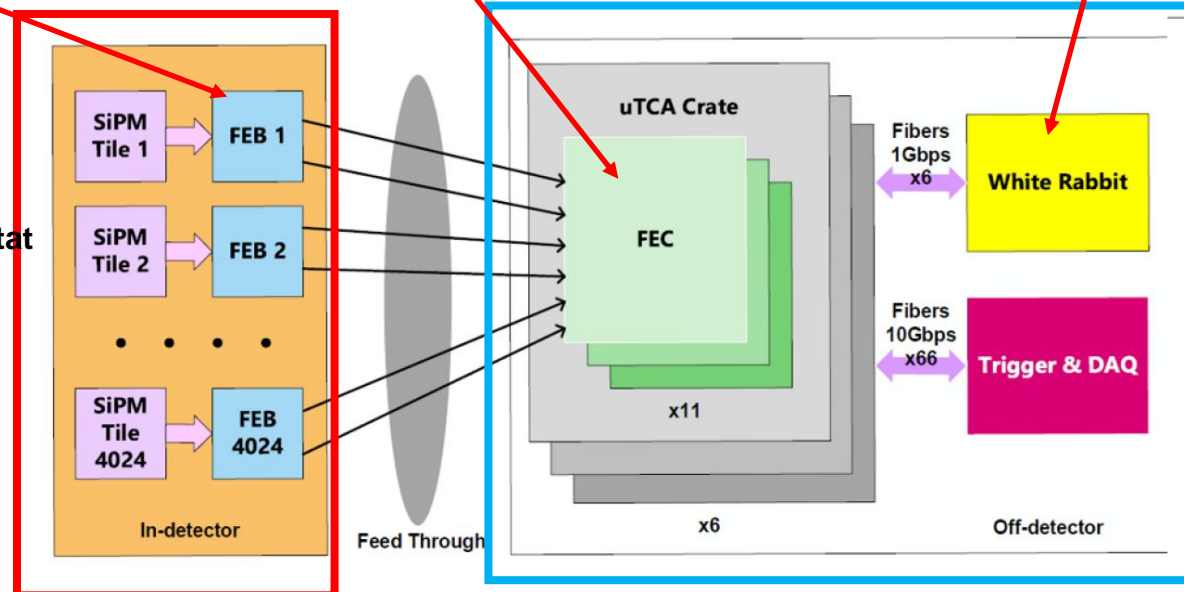 SiPM
Tile 1
FEB 1
SiPM
Tile 2
FEB 2
tat
SiPM
Tile
4024
FEB
4024
In-detector
Feed Through
uTCA Crate
FEC
x11
x6
Fibers
1Gbps
x6
White Rabbit
Fibers
10Gbps
x66
Trigger & DAQ
Off-detector